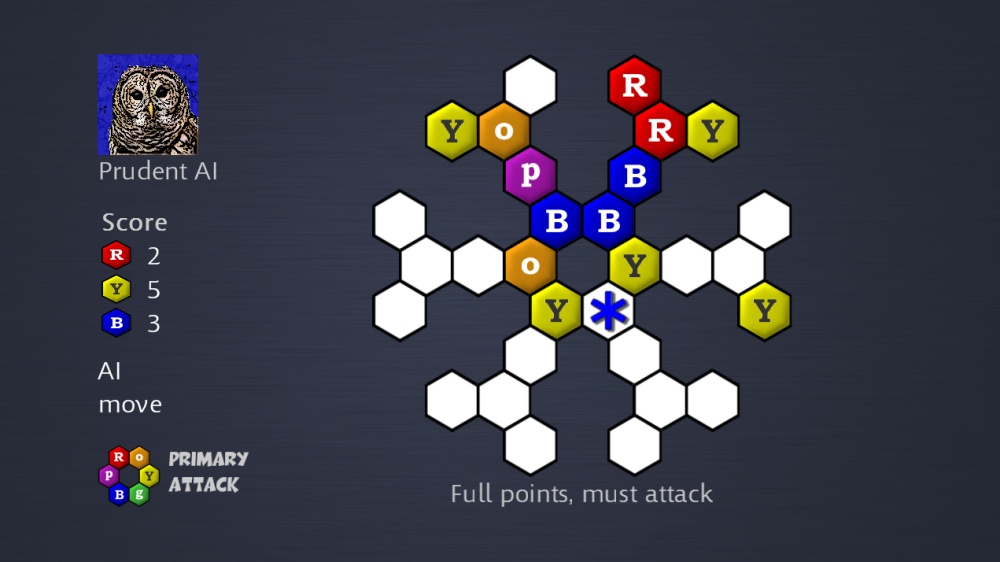 R
R
Y
o
Y
B
p
B
B
o
Y
Y
Y
*
Prudent AI
Score
R 2
Y 5
B 3
AI
move
R o
p Y
B g
PRIMARY
ATTACK
Full points, must attack